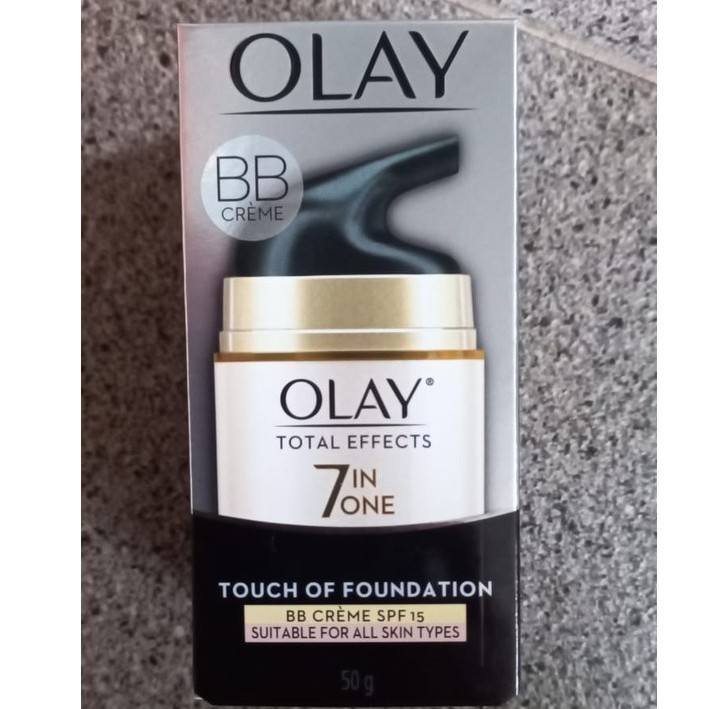 OLAY
BB
CRÈME
OLAY®
TOTAL EFFECTS
7 IN
ONE
TOUCH OF FOUNDATION
BB CRÈME SPF 15
SUITABLE FOR ALL SKIN TYPES
50 g